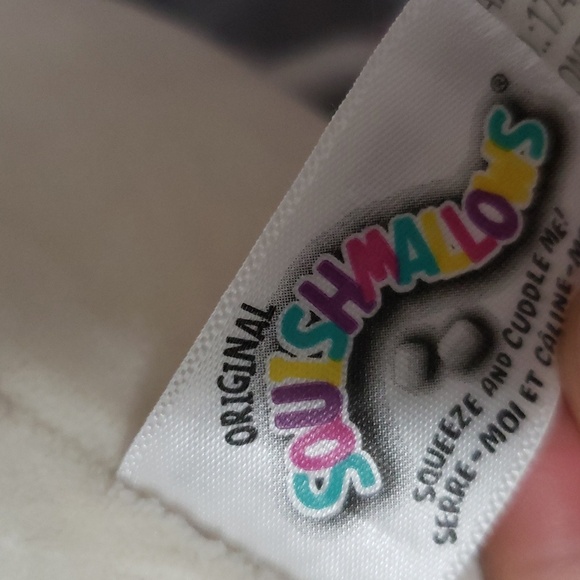 ORIGINAL
SQUISHMALLOWS®
SQUEEZE AND CUDDLE ME!
SERRE-MOI ET CÂLINE-